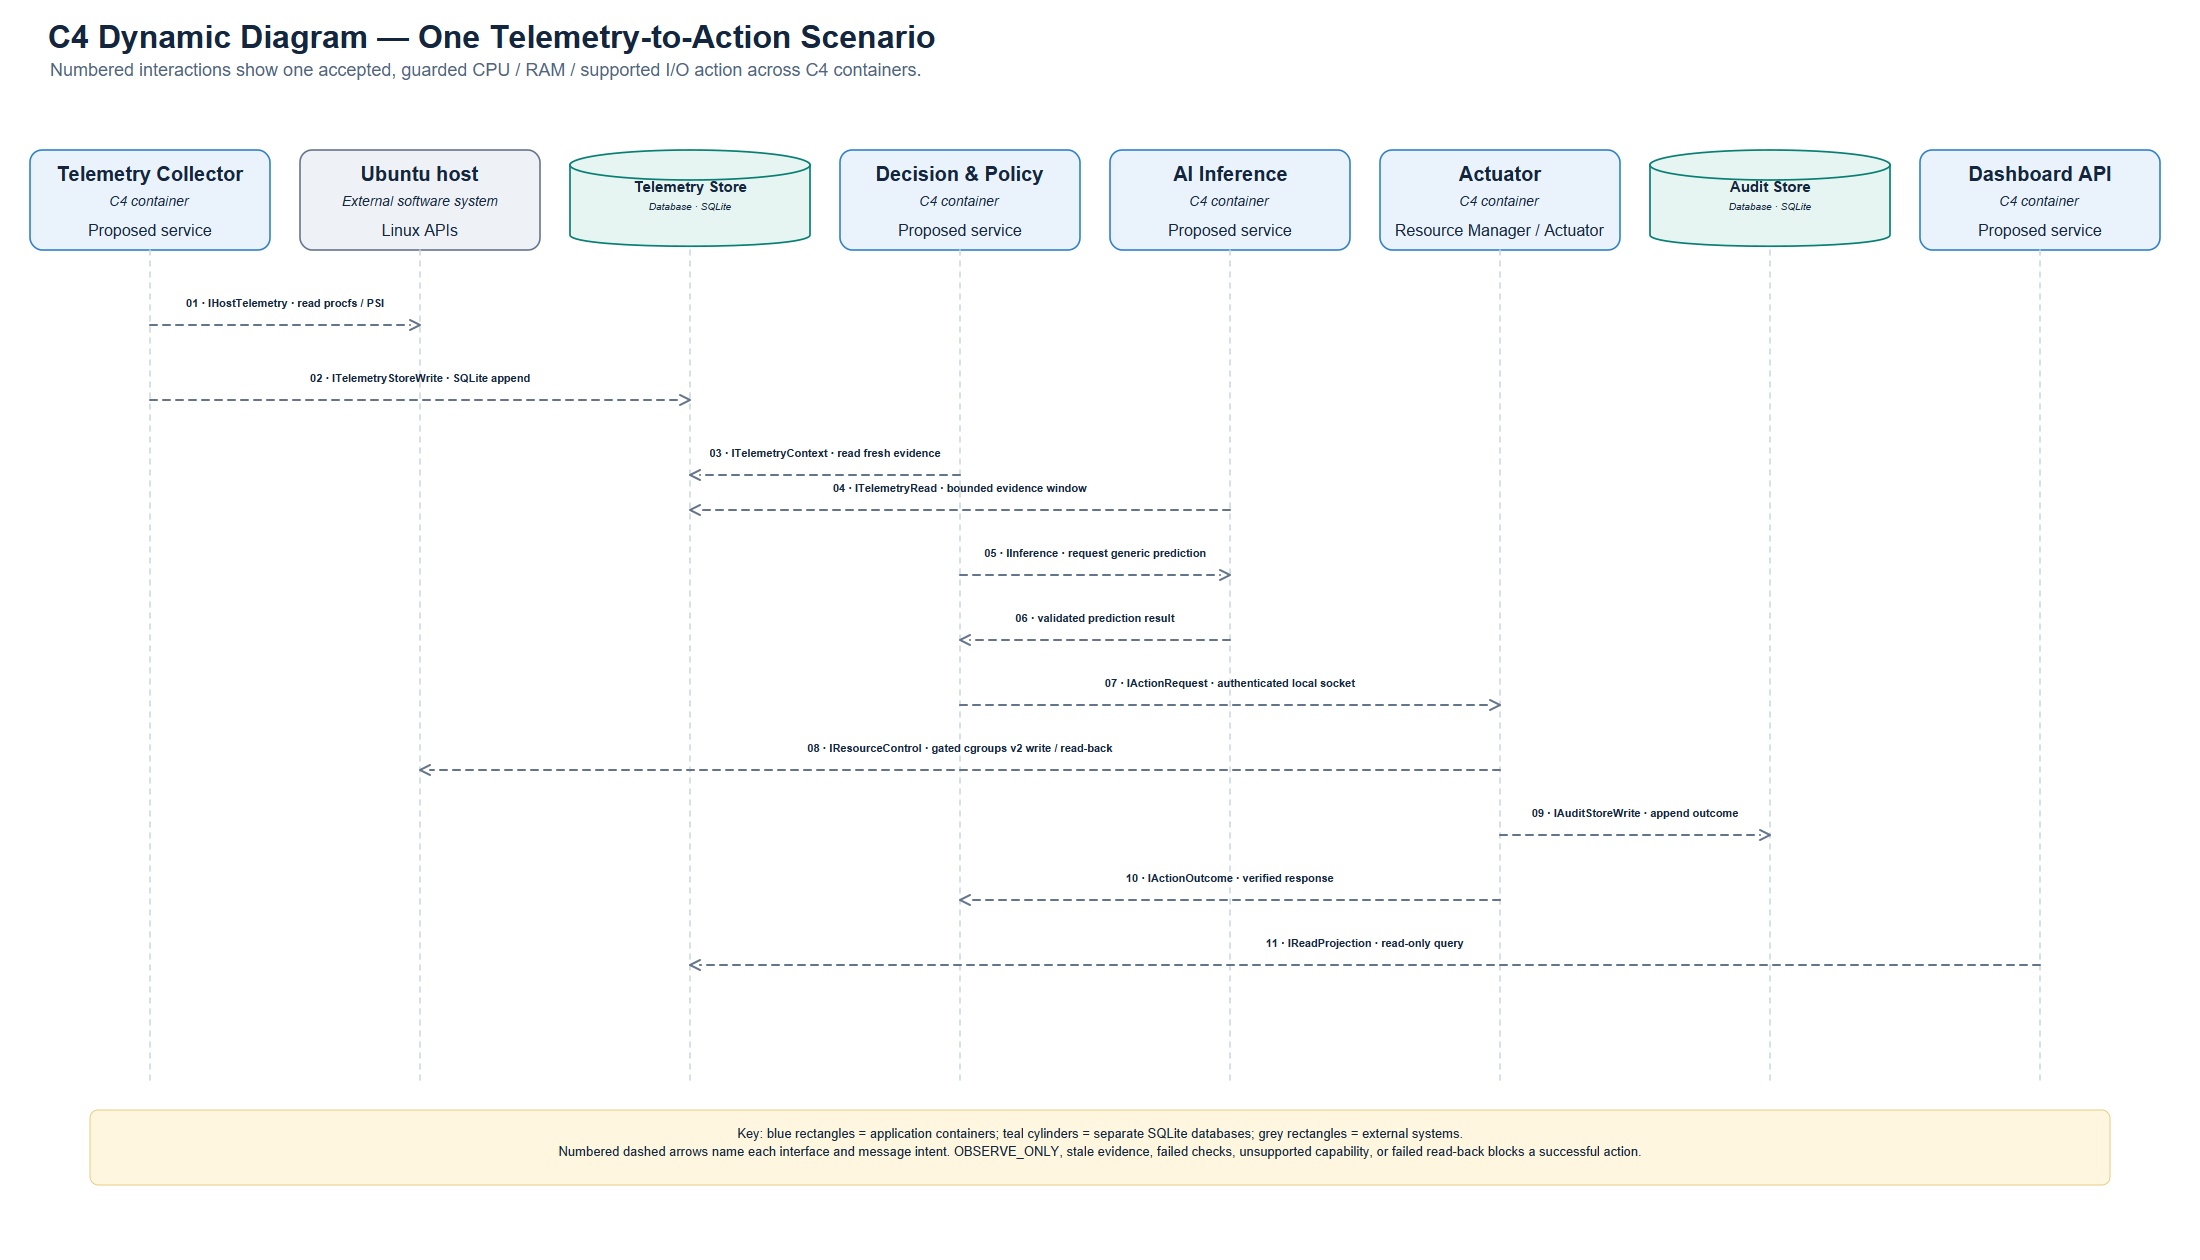 C4 Dynamic Diagram — One Telemetry-to-Action Scenario
Numbered interactions show one accepted, guarded CPU / RAM / supported I/O action across C4 containers.
Telemetry Collector
C4 container
Proposed service
Ubuntu host
External software system
Linux APIs
Telemetry Store
Database · SQLite
Decision & Policy
C4 container
Proposed service
AI Inference
C4 container
Proposed service
Actuator
C4 container
Resource Manager / Actuator
Audit Store
Database · SQLite
Dashboard API
C4 container
Proposed service
01 · IHostTelemetry · read procfs / PSI
02 · ITelemetryStoreWrite · SQLite append
03 · ITelemetryContext · read fresh evidence
04 · ITelemetryRead · bounded evidence window
05 · IInference · request generic prediction
06 · validated prediction result
07 · IActionRequest · authenticated local socket
08 · IResourceControl · gated cgroups v2 write / read-back
09 · IAuditStoreWrite · append outcome
10 · IActionOutcome · verified response
11 · IReadProjection · read-only query
Key: blue rectangles = application containers; teal cylinders = separate SQLite databases; grey rectangles = external systems.
Numbered dashed arrows name each interface and message intent. OBSERVE_ONLY, stale evidence, failed checks, unsupported capability, or failed read-back blocks a successful action.